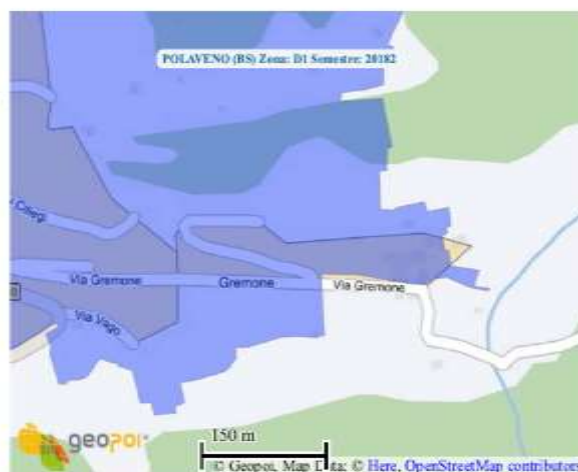 POLAVENO (BS) Zona: D1 Semestre: 20182
Via Gremone
Gremone
Via Gremone
Via Vago
geopoi
150 m
© Geopoi, Map Data: © Here, OpenStreetMap contributors